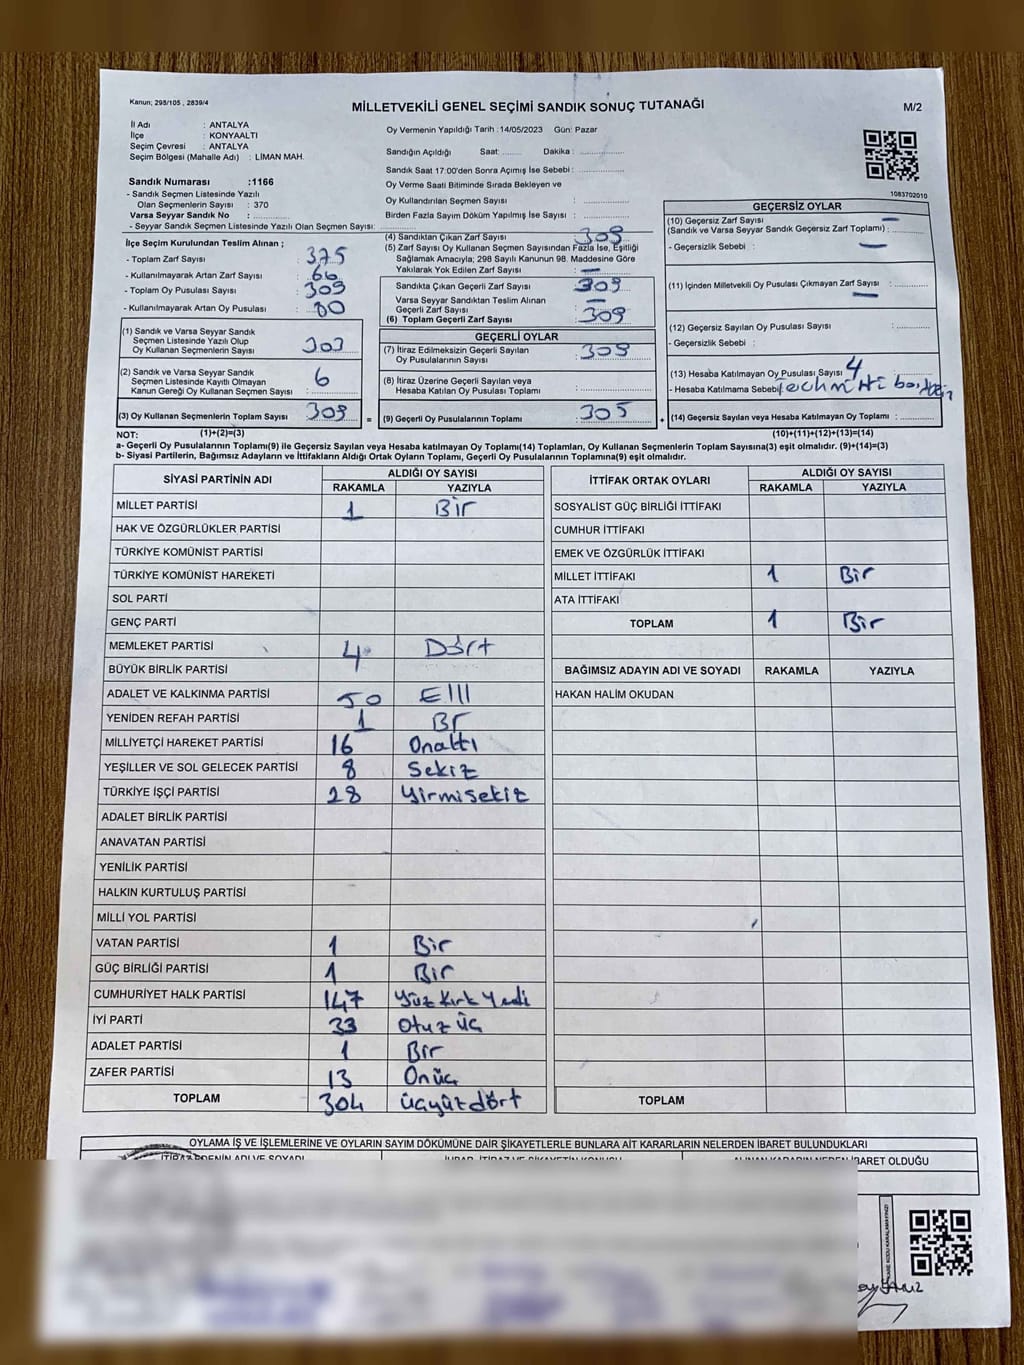 Kanun; 298/105 , 2839/4
MİLLETVEKİLİ GENEL SEÇİMİ SANDIK SONUÇ TUTANAĞI
M/2
İl Adı : ANTALYA
İlçe : KONYAALTI
Seçim Çevresi : ANTALYA
Seçim Bölgesi (Mahalle Adı) : LİMAN MAH.
Sandık Numarası :1166
- Sandık Seçmen Listesinde Yazılı
Olan Seçmenlerin Sayısı : 370
Varsa Seyyar Sandık No : ..............
- Seyyar Sandık Seçmen Listesinde Yazılı Olan Seçmen Sayısı: ..............
Oy Vermenin Yapıldığı Tarih :14/05/2023 Gün: Pazar
Sandığın Açıldığı Saat: ....... Dakika : ..............
Sandık Saat 17:00'den Sonra Açımış İse Sebebi : ..............
Oy Verme Saati Bitiminde Sırada Bekleyen ve
Oy Kullandırılan Seçmen Sayısı : ..............
Birden Fazla Sayım Döküm Yapılmış İse Sayısı : ..............
1083702010
İlçe Seçim Kurulundan Teslim Alınan ;
- Toplam Zarf Sayısı : 375
- Kullanılmayarak Artan Zarf Sayısı : 66
- Toplam Oy Pusulası Sayısı : 309
- Kullanılmayarak Artan Oy Pusulası :
(1) Sandık ve Varsa Seyyar Sandık
Seçmen Listesinde Yazılı Olup
Oy Kullanan Seçmenlerin Sayısı : 303
(2) Sandık ve Varsa Seyyar Sandık
Seçmen Listesinde Kayıtlı Olmayan
Kanun Gereği Oy Kullanan Seçmen Sayısı : 6
(3) Oy Kullanan Seçmenlerin Toplam Sayısı : 309 =
(4) Sandıktan Çıkan Zarf Sayısı : 309
(5) Zarf Sayısı Oy Kullanan Seçmen Sayısından Fazla İse, Eşitliği
Sağlamak Amacıyla; 298 Sayılı Kanunun 98. Maddesine Göre
Yakılarak Yok Edilen Zarf Sayısı : —
Sandıkta Çıkan Geçerli Zarf Sayısı : 309
Varsa Seyyar Sandıktan Teslim Alınan
Geçerli Zarf Sayısı : —
(6) Toplam Geçerli Zarf Sayısı : 309
GEÇERLİ OYLAR
(7) İtiraz Edilmeksizin Geçerli Sayılan
Oy Pusulalarının Sayısı : 305
(8) İtiraz Üzerine Geçerli Sayılan veya
Hesaba Katılan Oy Pusulası Toplamı : ..............
(9) Geçerli Oy Pusulalarının Toplamı : 305 +
GEÇERSİZ OYLAR
(10) Geçersiz Zarf Sayısı —
(Sandık ve Varsa Seyyar Sandık Geçersiz Zarf Toplamı) : ..............
- Geçersizlik Sebebi : —
(11) İçinden Milletvekili Oy Pusulası Çıkmayan Zarf Sayısı : —
(12) Geçersiz Sayılan Oy Pusulası Sayısı : ..............
- Geçersizlik Sebebi :
(13) Hesaba Katılmayan Oy Pusulası Sayısı : 4
- Hesaba Katılmama Sebebi :
(14) Geçersiz Sayılan veya Hesaba Katılmayan Oy Toplamı : ..............
NOT: (1)+(2)=(3) (10)+(11)+(12)+(13)=(14)
a- Geçerli Oy Pusulalarının Toplamı(9) ile Geçersiz Sayılan veya Hesaba katılmayan Oy Toplamı(14) Toplamları, Oy Kullanan Seçmenlerin Toplam Sayısına(3) eşit olmalıdır. (9)+(14)=(3)
b- Siyasi Partilerin, Bağımsız Adayların ve İttifakların Aldığı Ortak Oyların Toplamı, Geçerli Oy Pusulalarının Toplamına(9) eşit olmalıdır.
SİYASİ PARTİNİN ADI ALDIĞI OY SAYISI
RAKAMLA YAZIYLA
MİLLET PARTİSİ 1 Bir
HAK VE ÖZGÜRLÜKLER PARTİSİ
TÜRKİYE KOMÜNİST PARTİSİ
TÜRKİYE KOMÜNİST HAREKETİ
SOL PARTİ
GENÇ PARTİ
MEMLEKET PARTİSİ 4 Dört
BÜYÜK BİRLİK PARTİSİ
ADALET VE KALKINMA PARTİSİ 50 Elli
YENİDEN REFAH PARTİSİ 1 Br
MİLLİYETÇİ HAREKET PARTİSİ 16 Onaltı
YEŞİLLER VE SOL GELECEK PARTİSİ 8 Sekiz
TÜRKİYE İŞÇİ PARTİSİ 28 Yirmisekiz
ADALET BİRLİK PARTİSİ
ANAVATAN PARTİSİ
YENİLİK PARTİSİ
HALKIN KURTULUŞ PARTİSİ
MİLLİ YOL PARTİSİ
VATAN PARTİSİ 1 Bir
GÜÇ BİRLİĞİ PARTİSİ 1 Bir
CUMHURİYET HALK PARTİSİ 147 Yüz Kırk Yedi
İYİ PARTİ 33 Otuz üç
ADALET PARTİSİ 1 Bir
ZAFER PARTİSİ 13 Onüç
TOPLAM 304 üçyüzdört
İTTİFAK ORTAK OYLARI ALDIĞI OY SAYISI
RAKAMLA YAZIYLA
SOSYALİST GÜÇ BİRLİĞİ İTTİFAKI
CUMHUR İTTİFAKI
EMEK VE ÖZGÜRLÜK İTTİFAKI
MİLLET İTTİFAKI 1 Bir
ATA İTTİFAKI
TOPLAM 1 Bir
BAĞIMSIZ ADAYIN ADI VE SOYADI RAKAMLA YAZIYLA
HAKAN HALİM OKUDAN
TOPLAM
OYLAMA İŞ VE İŞLEMLERİNE VE OYLARIN SAYIM DÖKÜMÜNE DAİR ŞİKAYETLERLE BUNLARA AİT KARARLARIN NELERDEN İBARET BULUNDUKLARI
İTİRAZ EDENİN ADI VE SOYADI
ALINAN KARARIN NEDEN İBARET OLDUĞU